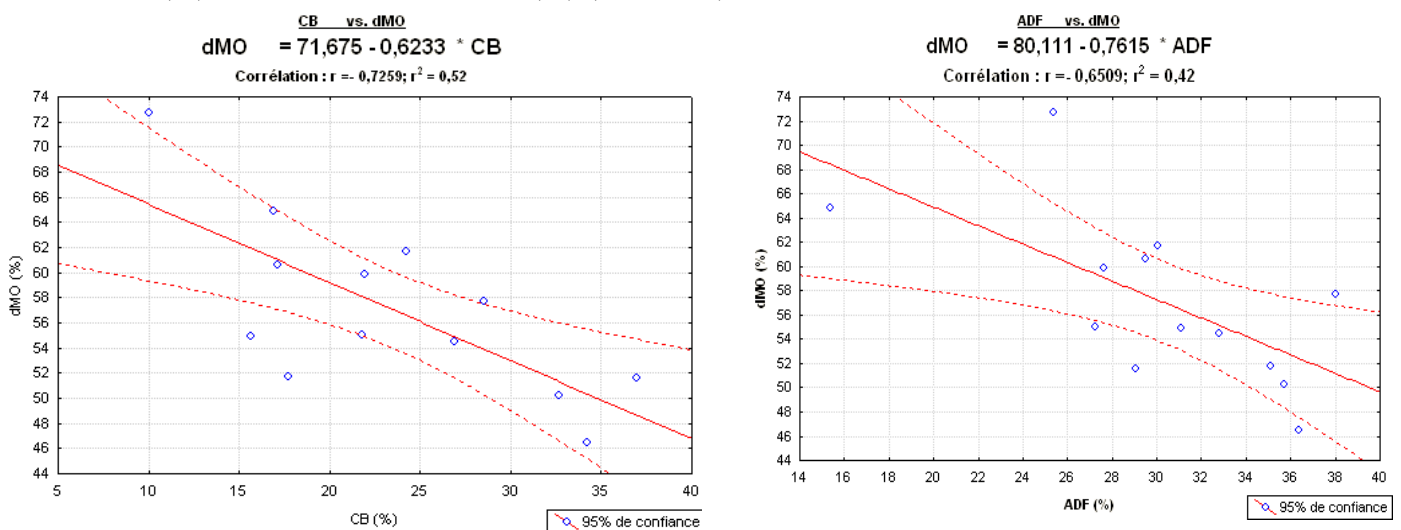 CB vs. dMO
dMO = 71,675 - 0,6233 * CB
Corrélation : r =- 0,7259; r² = 0,52
74
72
70
68
66
64
62
60
58
56
54
52
50
48
46
44
dMO (%)
5 10 15 20 25 30 35 40
CB (%)
95% de confiance
ADF vs. dMO
dMO = 80,111 - 0,7615 * ADF
Corrélation : r =- 0,6509; r² = 0,42
74
72
70
68
66
64
62
60
58
56
54
52
50
48
46
44
dMO (%)
14 16 18 20 22 24 26 28 30 32 34 36 38 40
ADF (%)
95% de confiance